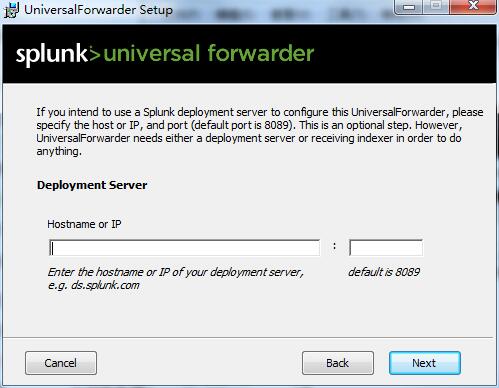 UniversalForwarder Setup
splunk>universal forwarder
If you intend to use a Splunk deployment server to configure this UniversalForwarder, please
specify the host or IP, and port (default port is 8089). This is an optional step. However,
UniversalForwarder needs either a deployment server or receiving indexer in order to do
anything.
Deployment Server
Hostname or IP
:
Enter the hostname or IP of your deployment server,
e.g. ds.splunk.com
default is 8089
Cancel
Back
Next